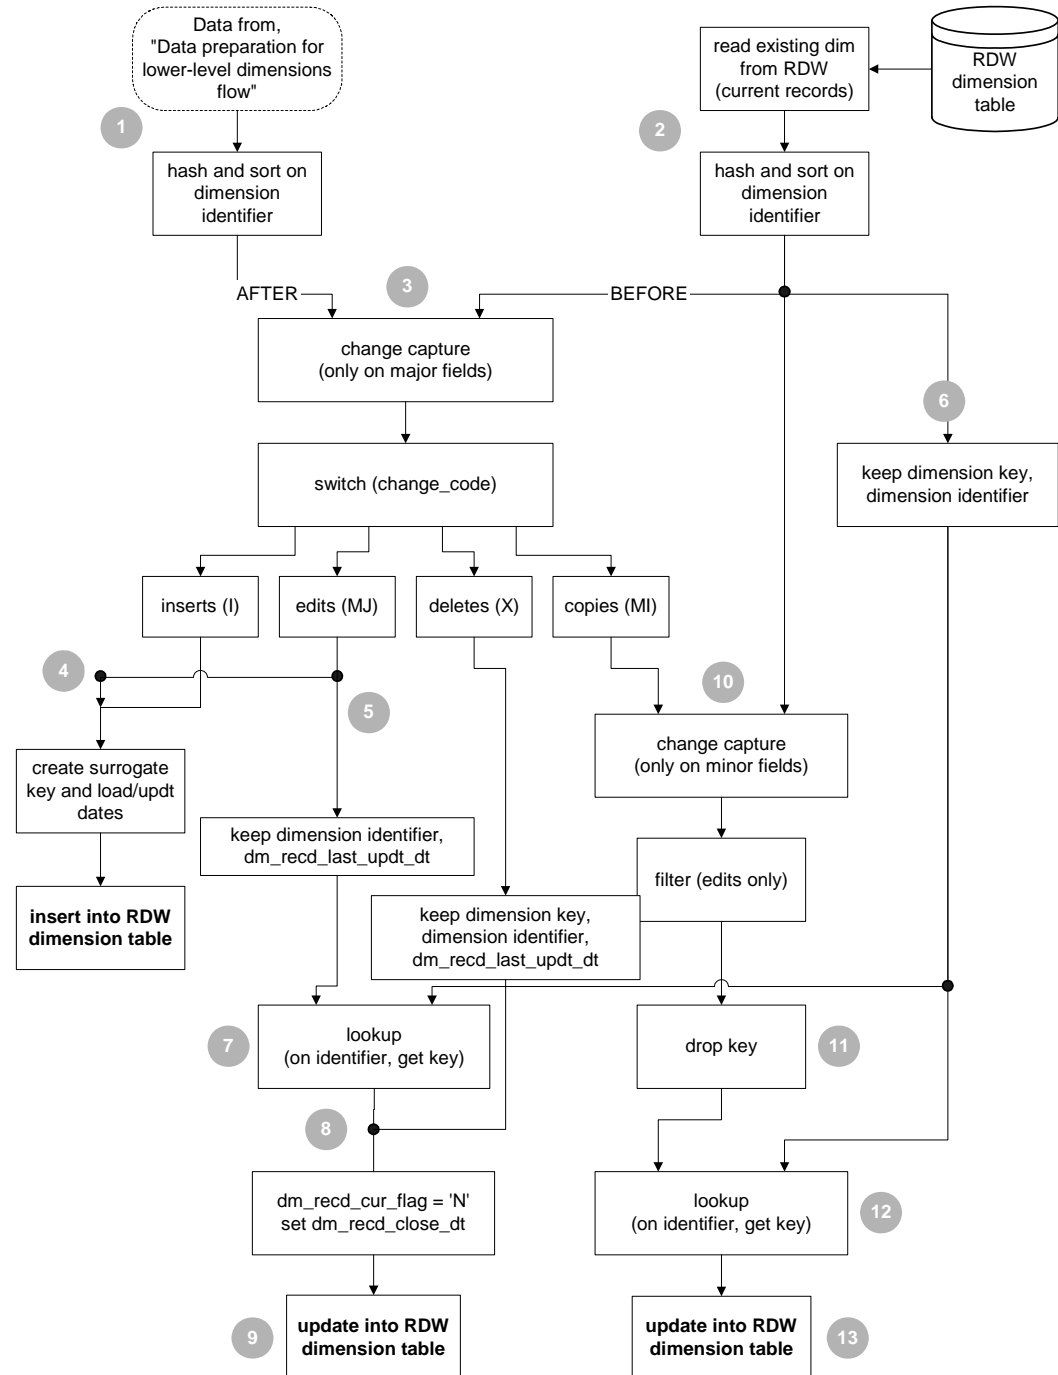 Data from,
"Data preparation for
lower-level dimensions
flow"
read existing dim
from RDW
(current records)
RDW
dimension
table
1
2
hash and sort on
dimension
identifier
hash and sort on
dimension
identifier
AFTER
3
BEFORE
change capture
(only on major fields)
6
switch (change_code)
keep dimension key,
dimension identifier
inserts (I)
edits (MJ)
deletes (X)
copies (MI)
4
5
10
create surrogate
key and load/updt
dates
change capture
(only on minor fields)
keep dimension identifier,
dm_recd_last_updt_dt
filter (edits only)
insert into RDW
dimension table
keep dimension key,
dimension identifier,
dm_recd_last_updt_dt
7
lookup
(on identifier, get key)
drop key
11
8
dm_recd_cur_flag = 'N'
set dm_recd_close_dt
lookup
(on identifier, get key)
12
9
update into RDW
dimension table
update into RDW
dimension table
13